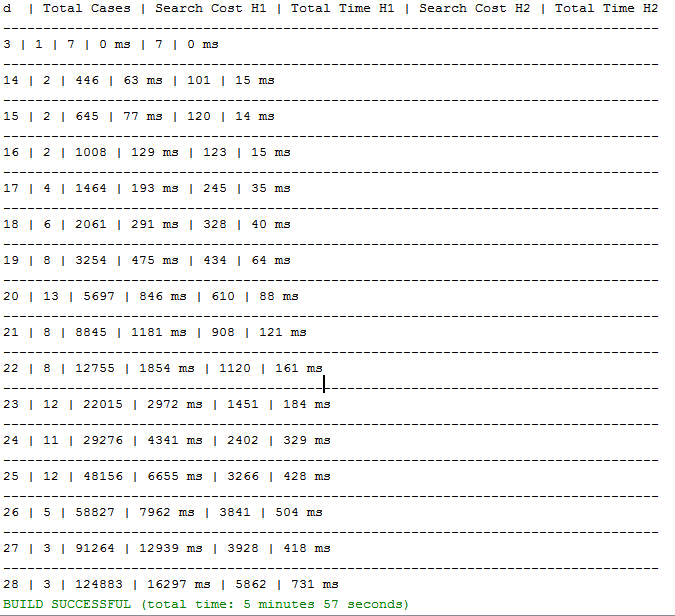 d  | Total Cases | Search Cost H1 | Total Time H1 | Search Cost H2 | Total Time H2
-----------------------------------------------------------------------------------
3 | 1 | 7 | 0 ms | 7 | 0 ms
-----------------------------------------------------------------------------------
14 | 2 | 446 | 63 ms | 101 | 15 ms
-----------------------------------------------------------------------------------
15 | 2 | 645 | 77 ms | 120 | 14 ms
-----------------------------------------------------------------------------------
16 | 2 | 1008 | 129 ms | 123 | 15 ms
-----------------------------------------------------------------------------------
17 | 4 | 1464 | 193 ms | 245 | 35 ms
-----------------------------------------------------------------------------------
18 | 6 | 2061 | 291 ms | 328 | 40 ms
-----------------------------------------------------------------------------------
19 | 8 | 3254 | 475 ms | 434 | 64 ms
-----------------------------------------------------------------------------------
20 | 13 | 5697 | 846 ms | 610 | 88 ms
-----------------------------------------------------------------------------------
21 | 8 | 8845 | 1181 ms | 908 | 121 ms
-----------------------------------------------------------------------------------
22 | 8 | 12755 | 1854 ms | 1120 | 161 ms
-----------------------------------------------------------------------------------
23 | 12 | 22015 | 2972 ms | 1451 | 184 ms
-----------------------------------------------------------------------------------
24 | 11 | 29276 | 4341 ms | 2402 | 329 ms
-----------------------------------------------------------------------------------
25 | 12 | 48156 | 6655 ms | 3266 | 428 ms
-----------------------------------------------------------------------------------
26 | 5 | 58827 | 7962 ms | 3841 | 504 ms
-----------------------------------------------------------------------------------
27 | 3 | 91264 | 12939 ms | 3928 | 418 ms
-----------------------------------------------------------------------------------
28 | 3 | 124883 | 16297 ms | 5862 | 731 ms
BUILD SUCCESSFUL (total time: 5 minutes 57 seconds)